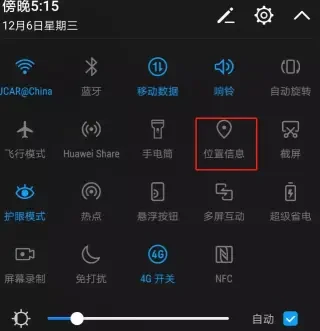 傍晚5:15
12月6日星期三
JCAR@China
蓝牙
移动数据
响铃
自动旋转
飞行模式
Huawei Share
手电筒
位置信息
截屏
护眼模式
热点
悬浮按钮
多屏互动
超级省电
屏幕录制
免打扰
4G
4G 开关
NFC
自动